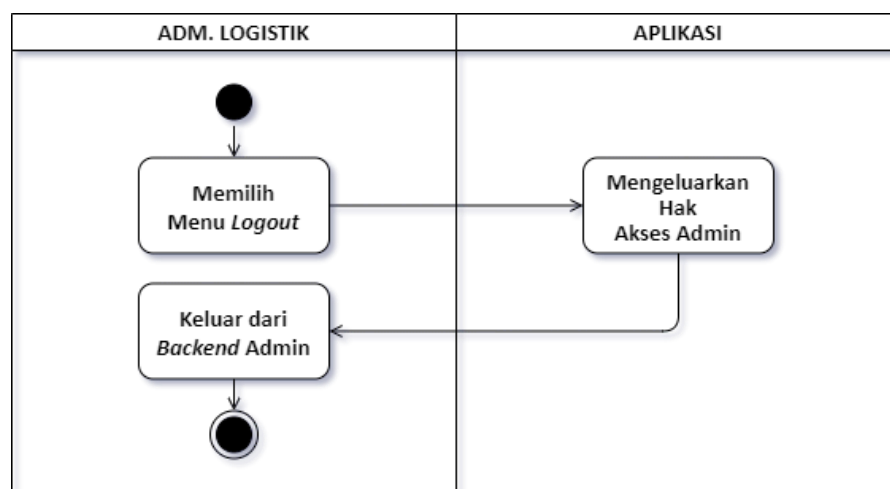 ADM. LOGISTIK
APLIKASI
Memilih
Menu Logout
Mengeluarkan
Hak
Akses Admin
Keluar dari
Backend Admin